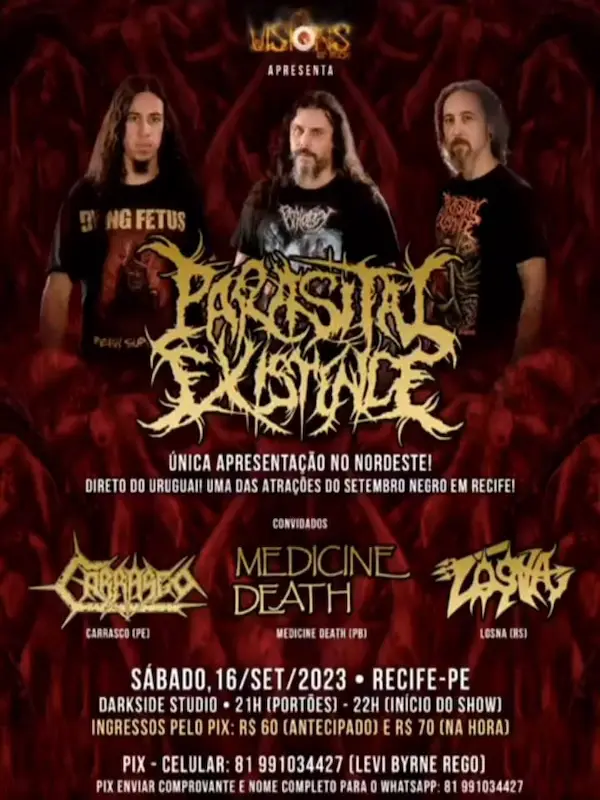 VISIONS
APRESENTA
DYING FETUS
PARASITAL
EXISTENCE
ÚNICA APRESENTAÇÃO NO NORDESTE!
DIRETO DO URUGUAI! UMA DAS ATRAÇÕES DO SETEMBRO NEGRO EM RECIFE!
CONVIDADOS
CARRASCO MEDICINE DEATH LOSNA
CARRASCO (PE) MEDICINE DEATH (PB) LOSNA (RS)
SÁBADO, 16/SET/2023 • RECIFE-PE
DARKSIDE STUDIO • 21H (PORTÕES) - 22H (INÍCIO DO SHOW)
INGRESSOS PELO PIX: R$ 60 (ANTECIPADO) E R$ 70 (NA HORA)
PIX - CELULAR: 81 991034427 (LEVI BYRNE REGO)
PIX ENVIAR COMPROVANTE E NOME COMPLETO PARA O WHATSAPP: 81 991034427